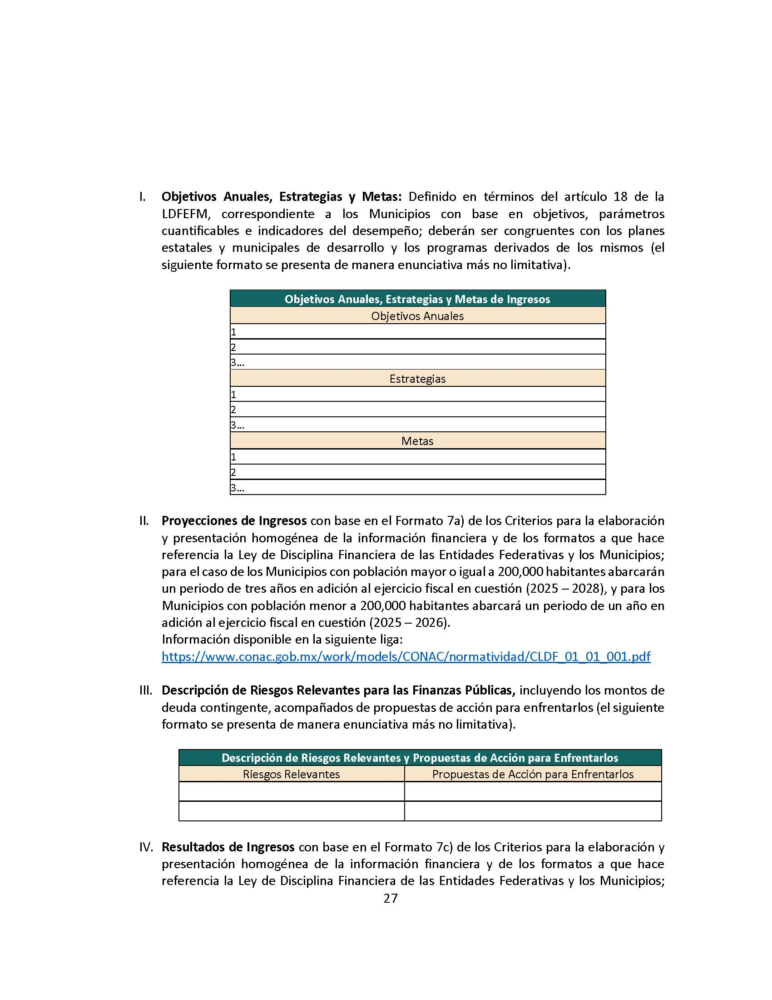 I. Objetivos Anuales, Estrategias y Metas: Definido en términos del artículo 18 de la
LDFEFM, correspondiente a los Municipios con base en objetivos, parámetros
cuantificables e indicadores del desempeño; deberán ser congruentes con los planes
estatales y municipales de desarrollo y los programas derivados de los mismos (el
siguiente formato se presenta de manera enunciativa más no limitativa).
Objetivos Anuales, Estrategias y Metas de Ingresos
Objetivos Anuales
1
2
3...
Estrategias
1
2
3...
Metas
1
2
3...
II. Proyecciones de Ingresos con base en el Formato 7a) de los Criterios para la elaboración
y presentación homogénea de la información financiera y de los formatos a que hace
referencia la Ley de Disciplina Financiera de las Entidades Federativas y los Municipios;
para el caso de los Municipios con población mayor o igual a 200,000 habitantes abarcarán
un periodo de tres años en adición al ejercicio fiscal en cuestión (2025 – 2028), y para los
Municipios con población menor a 200,000 habitantes abarcará un periodo de un año en
adición al ejercicio fiscal en cuestión (2025 – 2026).
Información disponible en la siguiente liga:
https://www.conac.gob.mx/work/models/CONAC/normatividad/CLDF_01_01_001.pdf
III. Descripción de Riesgos Relevantes para las Finanzas Públicas, incluyendo los montos de
deuda contingente, acompañados de propuestas de acción para enfrentarlos (el siguiente
formato se presenta de manera enunciativa más no limitativa).
Descripción de Riesgos Relevantes y Propuestas de Acción para Enfrentarlos
Riesgos Relevantes Propuestas de Acción para Enfrentarlos
IV. Resultados de Ingresos con base en el Formato 7c) de los Criterios para la elaboración y
presentación homogénea de la información financiera y de los formatos a que hace
referencia la Ley de Disciplina Financiera de las Entidades Federativas y los Municipios;
27